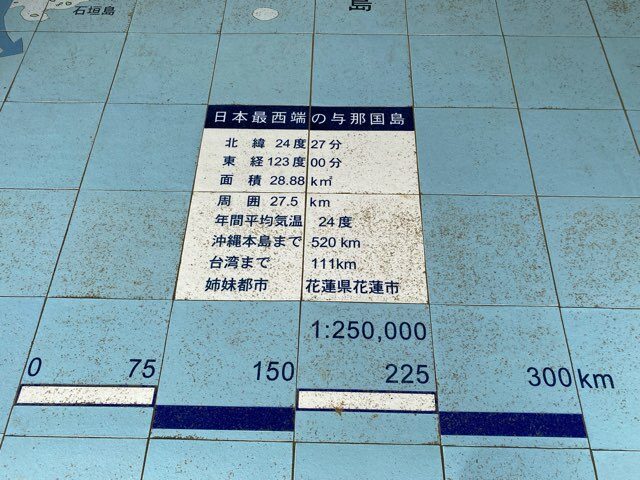 石垣島
島
日本最西端の与那国島
北 緯 24度27分
東 経123度00分
面 積 28.88 k㎡
周 囲 27.5 km
年間平均気温 24度
沖縄本島まで 520 km
台湾まで 111km
姉妹都市 花蓮県花蓮市
1:250,000
0 75 150 225 300 km